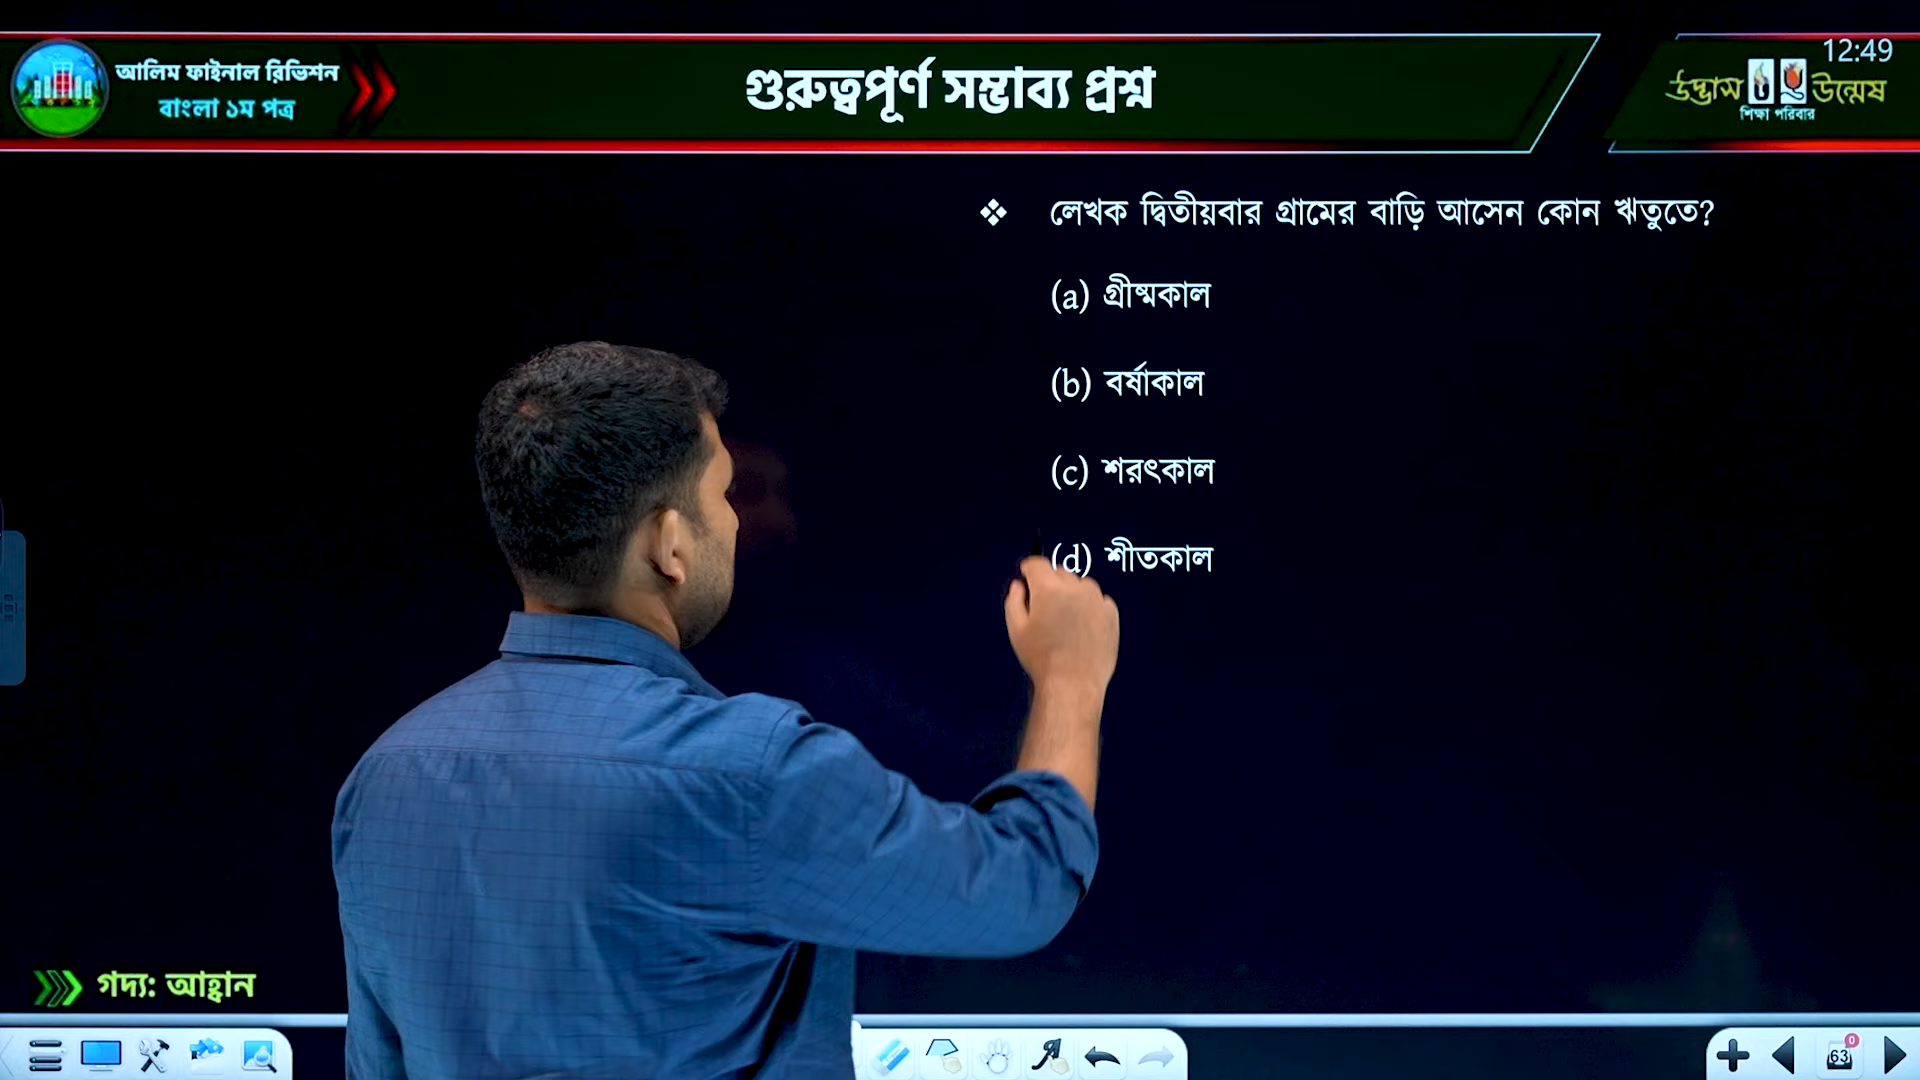 আলিম ফাইনাল রিভিশন
বাংলা ১ম পত্র
গুরুত্বপূর্ণ সম্ভাব্য প্রশ্ন
12:49
উদ্ভাস উন্মেষ
শিক্ষা পরিবার
❖ লেখক দ্বিতীয়বার গ্রামের বাড়ি আসেন কোন ঋতুতে?
(a) গ্রীষ্মকাল
(b) বর্ষাকাল
(c) শরৎকাল
(d) শীতকাল
গদ্য: আহ্বান
0
63